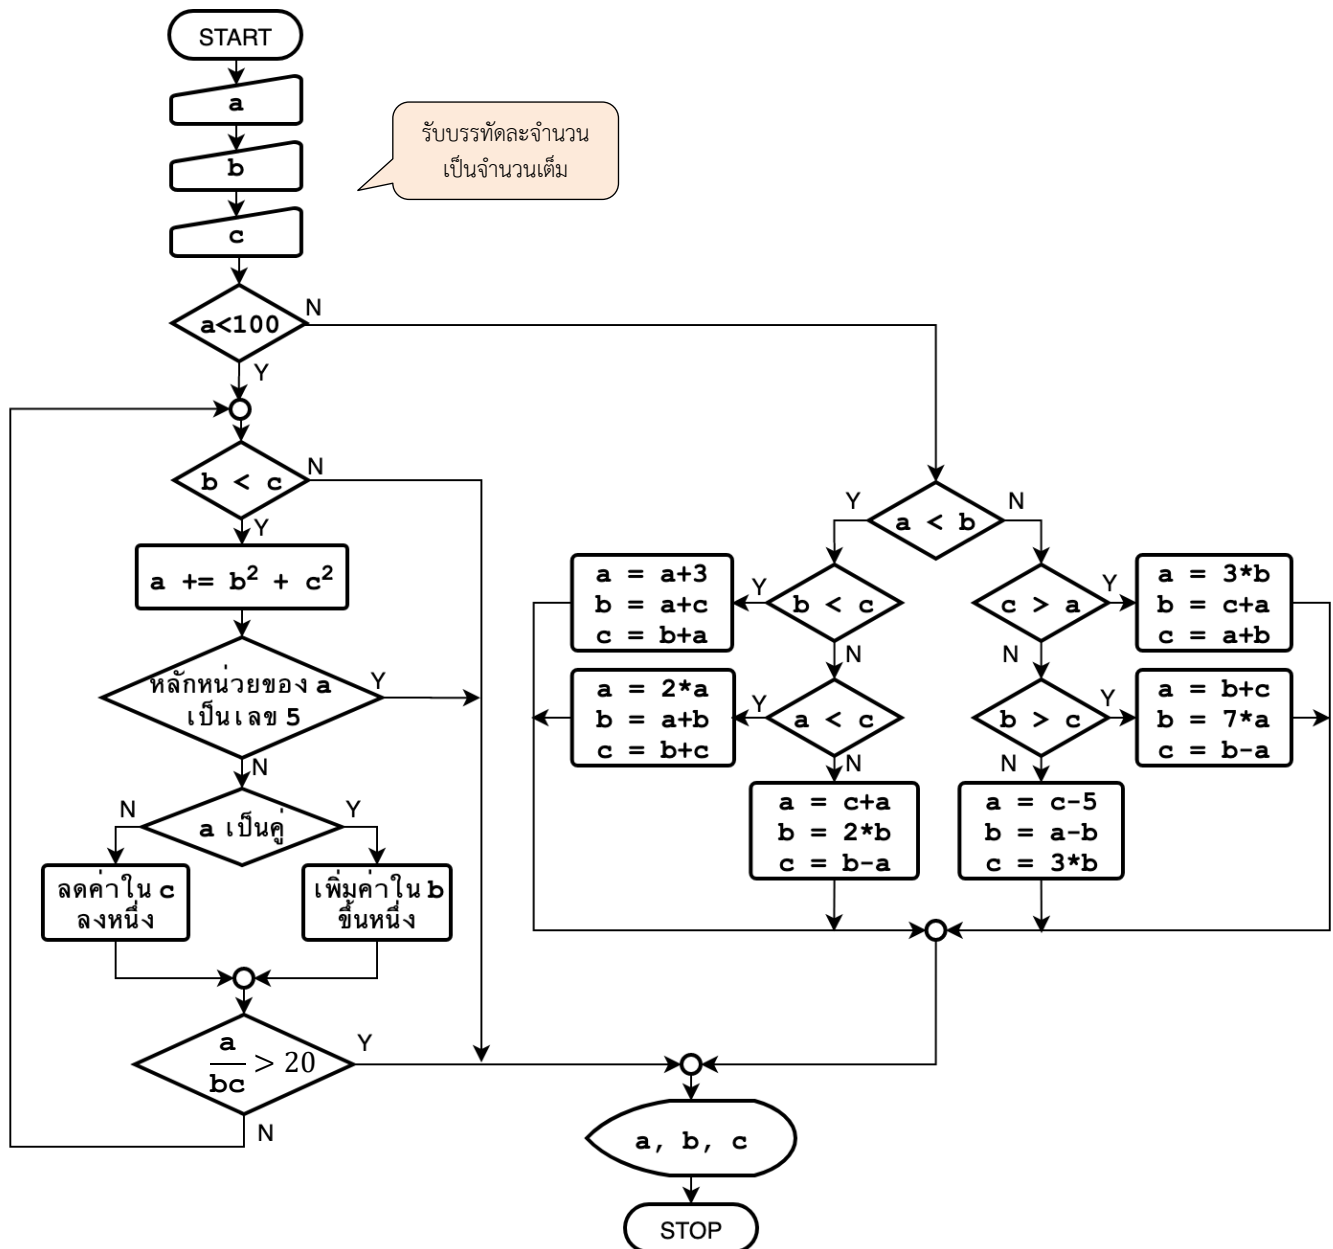 START
a
b
c
รับบรรทัดละจำนวน
เป็นจำนวนเต็ม
a<100
N
Y
b < c
N
Y
a += b² + c²
หลักหน่วยของ a
เป็นเลข 5
Y
N
a เป็นคู่
N
Y
ลดค่าใน c
ลงหนึ่ง
เพิ่มค่าใน b
ขึ้นหนึ่ง
a
bc
> 20
Y
N
a < b
Y
N
b < c
Y
N
a = a+3
b = a+c
c = b+a
a < c
Y
N
a = 2*a
b = a+b
c = b+c
a = c+a
b = 2*b
c = b-a
c > a
Y
N
a = 3*b
b = c+a
c = a+b
b > c
Y
N
a = b+c
b = 7*a
c = b-a
a = c-5
b = a-b
c = 3*b
a, b, c
STOP